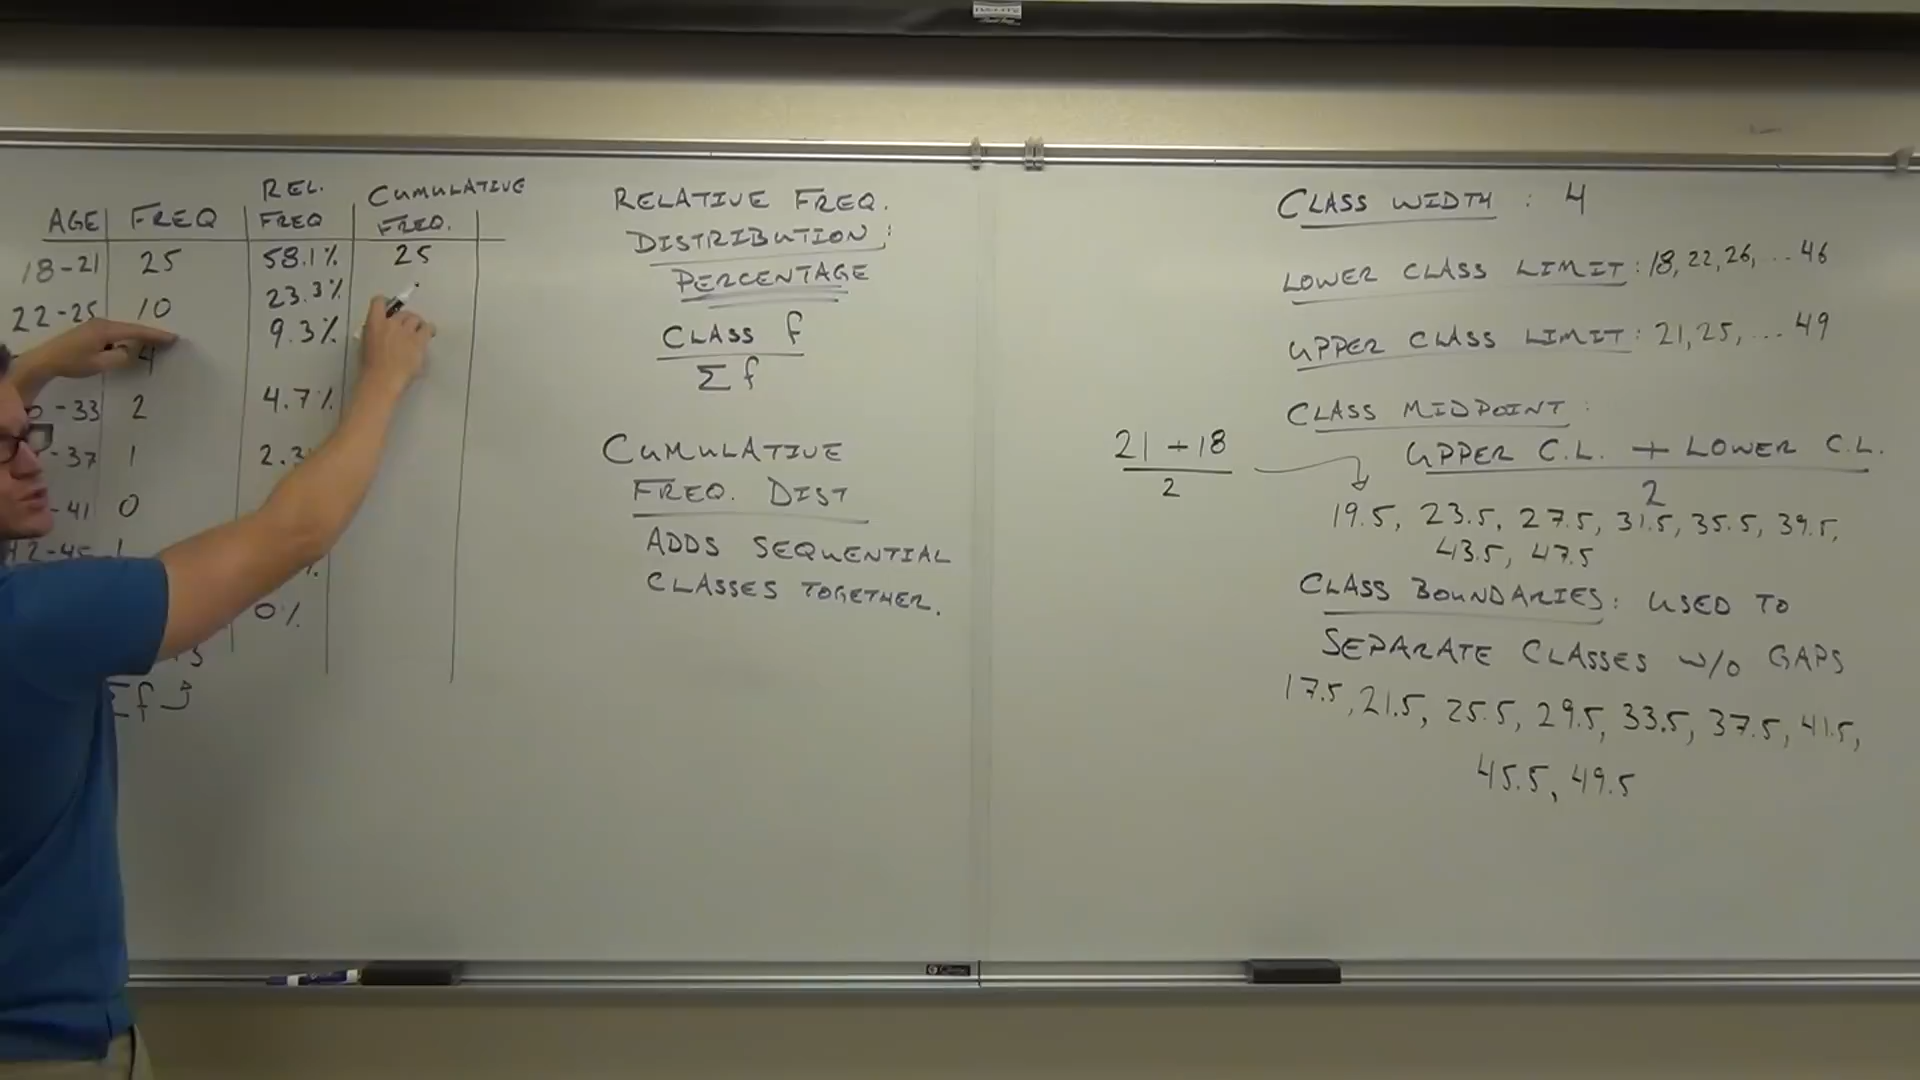 REL. CUMULATIVE
AGE FREQ FREQ FREQ.
18-21 25 58.1% 25
22-25 10 23.3%
4 9.3%
-33 2 4.7%
-37 1 2.3
-41 0
42-45 1
0%
Σf
RELATIVE FREQ.
DISTRIBUTION:
PERCENTAGE
CLASS f
Σ f
CUMULATIVE
FREQ. DIST
ADDS SEQUENTIAL
CLASSES TOGETHER.
CLASS WIDTH : 4
LOWER CLASS LIMIT: 18, 22, 26, ... 46
UPPER CLASS LIMIT: 21, 25, ... 49
CLASS MIDPOINT :
UPPER C.L. + LOWER C.L.
2
21 + 18
2
19.5, 23.5, 27.5, 31.5, 35.5, 39.5,
43.5, 47.5
CLASS BOUNDARIES: USED TO
SEPARATE CLASSES W/O GAPS
17.5, 21.5, 25.5, 29.5, 33.5, 37.5, 41.5,
45.5, 49.5